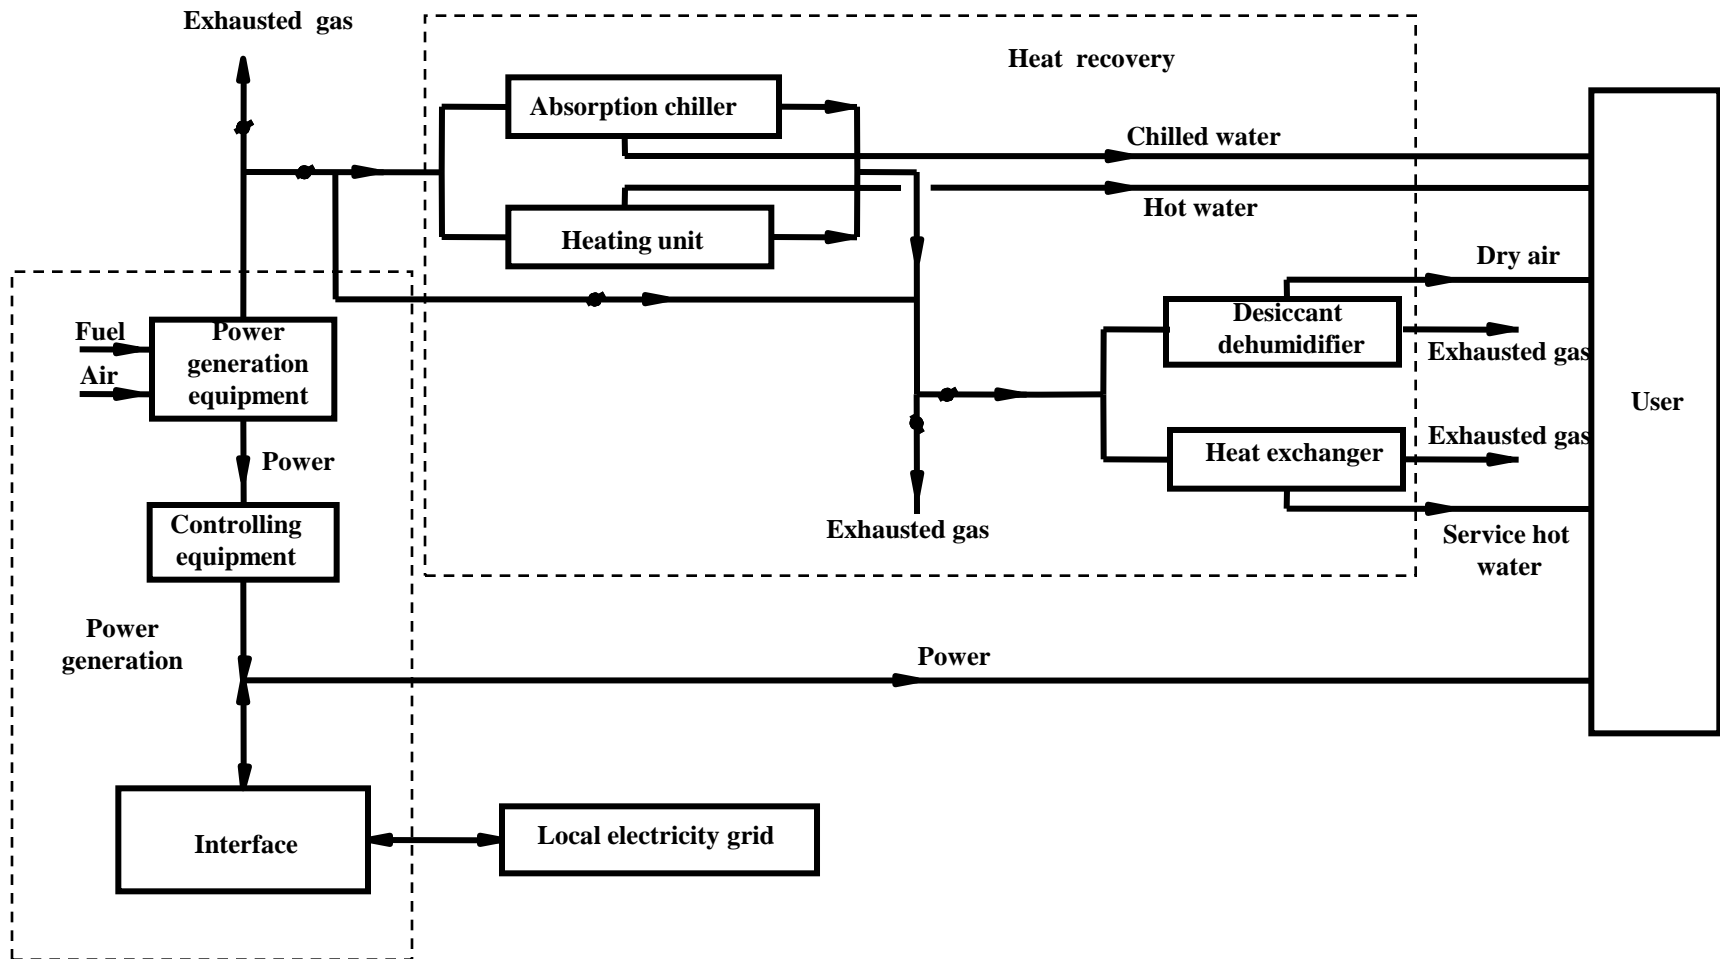 Exhausted gas
Heat recovery
Absorption chiller
Chilled water
Hot water
Heating unit
Dry air
Fuel
Air
Power
generation
equipment
Desiccant
dehumidifier
Exhausted gas
User
Exhausted gas
Heat exchanger
Power
Controlling
equipment
Exhausted gas
Service hot
water
Power
generation
Power
Interface
Local electricity grid